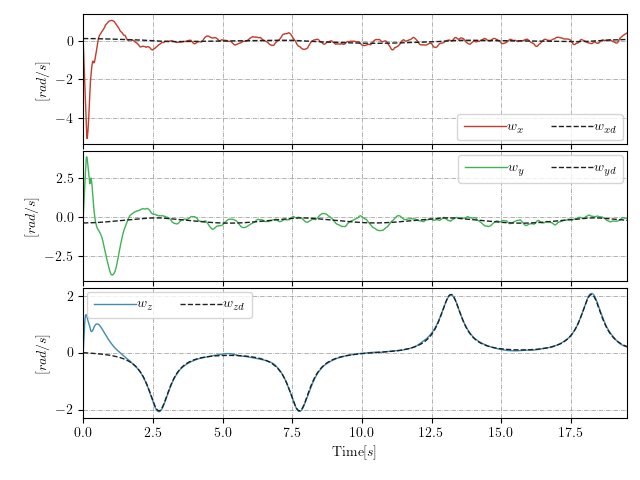 0
−2
−4
[rad/s]
w_x w_xd
2.5
0.0
−2.5
[rad/s]
w_y w_yd
2
0
−2
[rad/s]
w_z w_zd
0.0 2.5 5.0 7.5 10.0 12.5 15.0 17.5
Time[s]